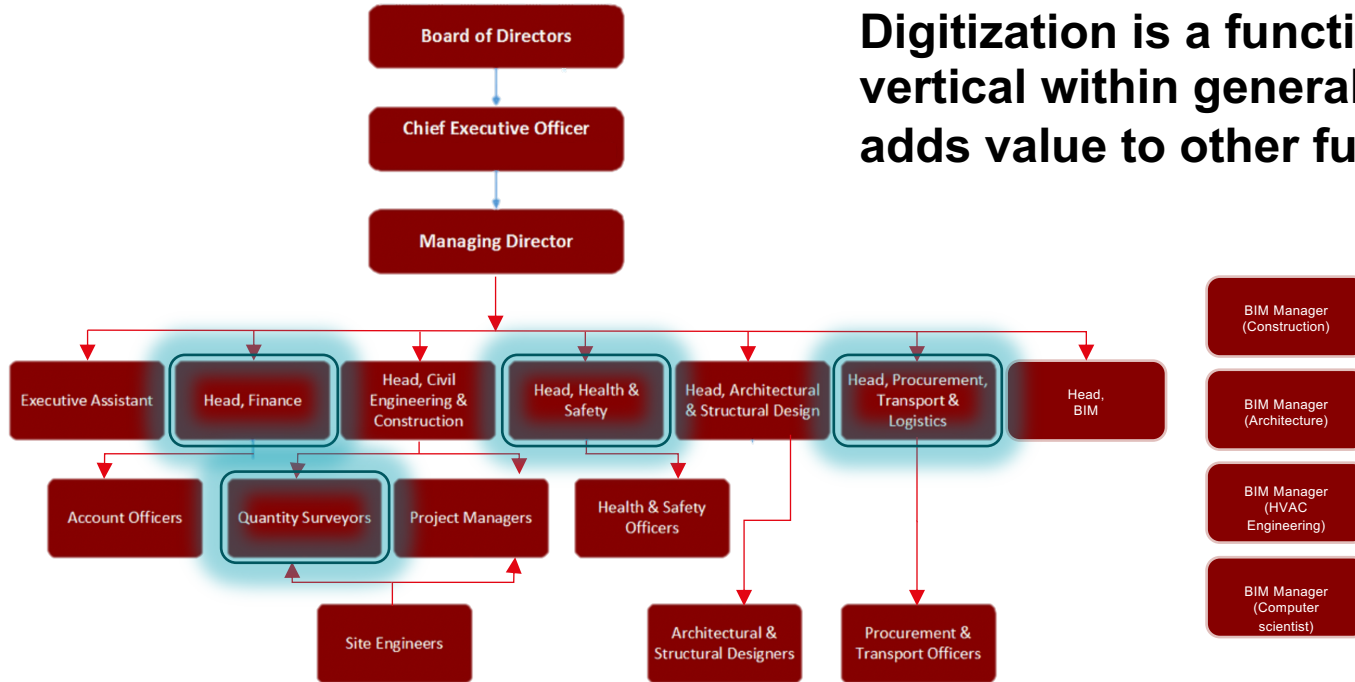 Digitization is a functi
vertical within general
adds value to other fu
Board of Directors
Chief Executive Officer
Managing Director
Executive Assistant
Head, Finance
Head, Civil
Engineering &
Construction
Head, Health &
Safety
Head, Architectural
& Structural Design
Head, Procurement,
Transport &
Logistics
Head,
BIM
Account Officers
Quantity Surveyors
Project Managers
Health & Safety
Officers
Site Engineers
Architectural &
Structural Designers
Procurement &
Transport Officers
BIM Manager
(Construction)
BIM Manager
(Architecture)
BIM Manager
(HVAC
Engineering)
BIM Manager
(Computer
scientist)